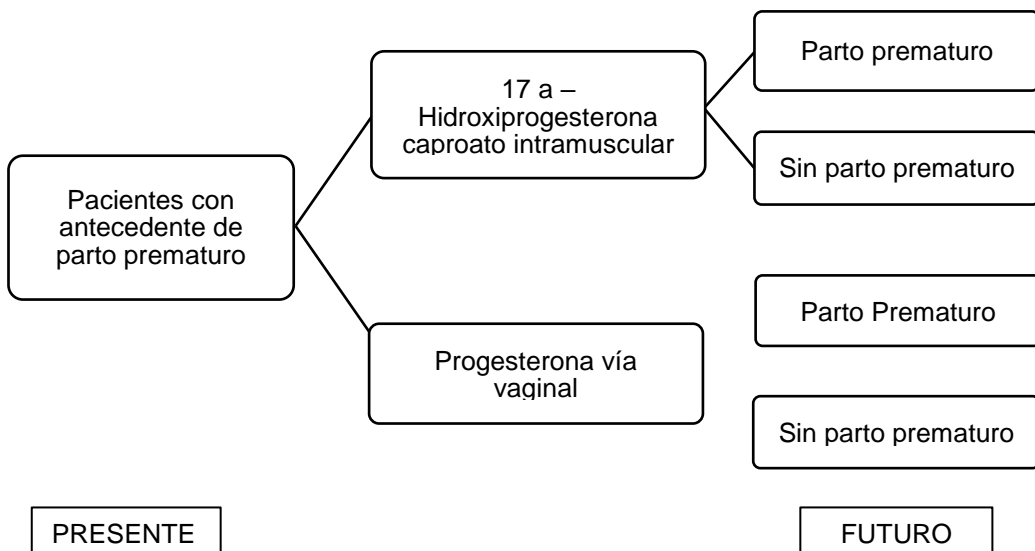 Parto prematuro
17 a –
Hidroxiprogesterona
caproato intramuscular
Sin parto prematuro
Pacientes con
antecedente de
parto prematuro
Parto Prematuro
Progesterona vía
vaginal
Sin parto prematuro
PRESENTE
FUTURO